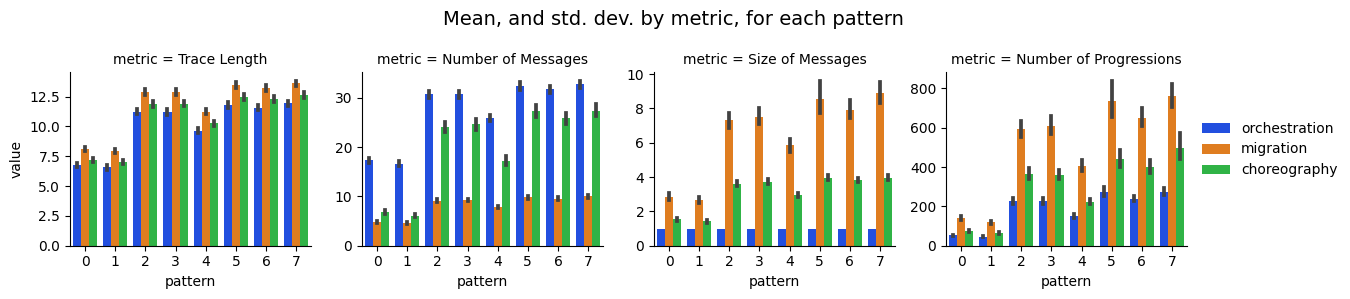 Mean, and std. dev. by metric, for each pattern
metric = Trace Length
value
12.5
10.0
7.5
5.0
2.5
0.0
0 1 2 3 4 5 6 7
pattern
metric = Number of Messages
30
20
10
0
0 1 2 3 4 5 6 7
pattern
metric = Size of Messages
10
8
6
4
2
0
0 1 2 3 4 5 6 7
pattern
metric = Number of Progressions
800
600
400
200
0
0 1 2 3 4 5 6 7
pattern
orchestration
migration
choreography